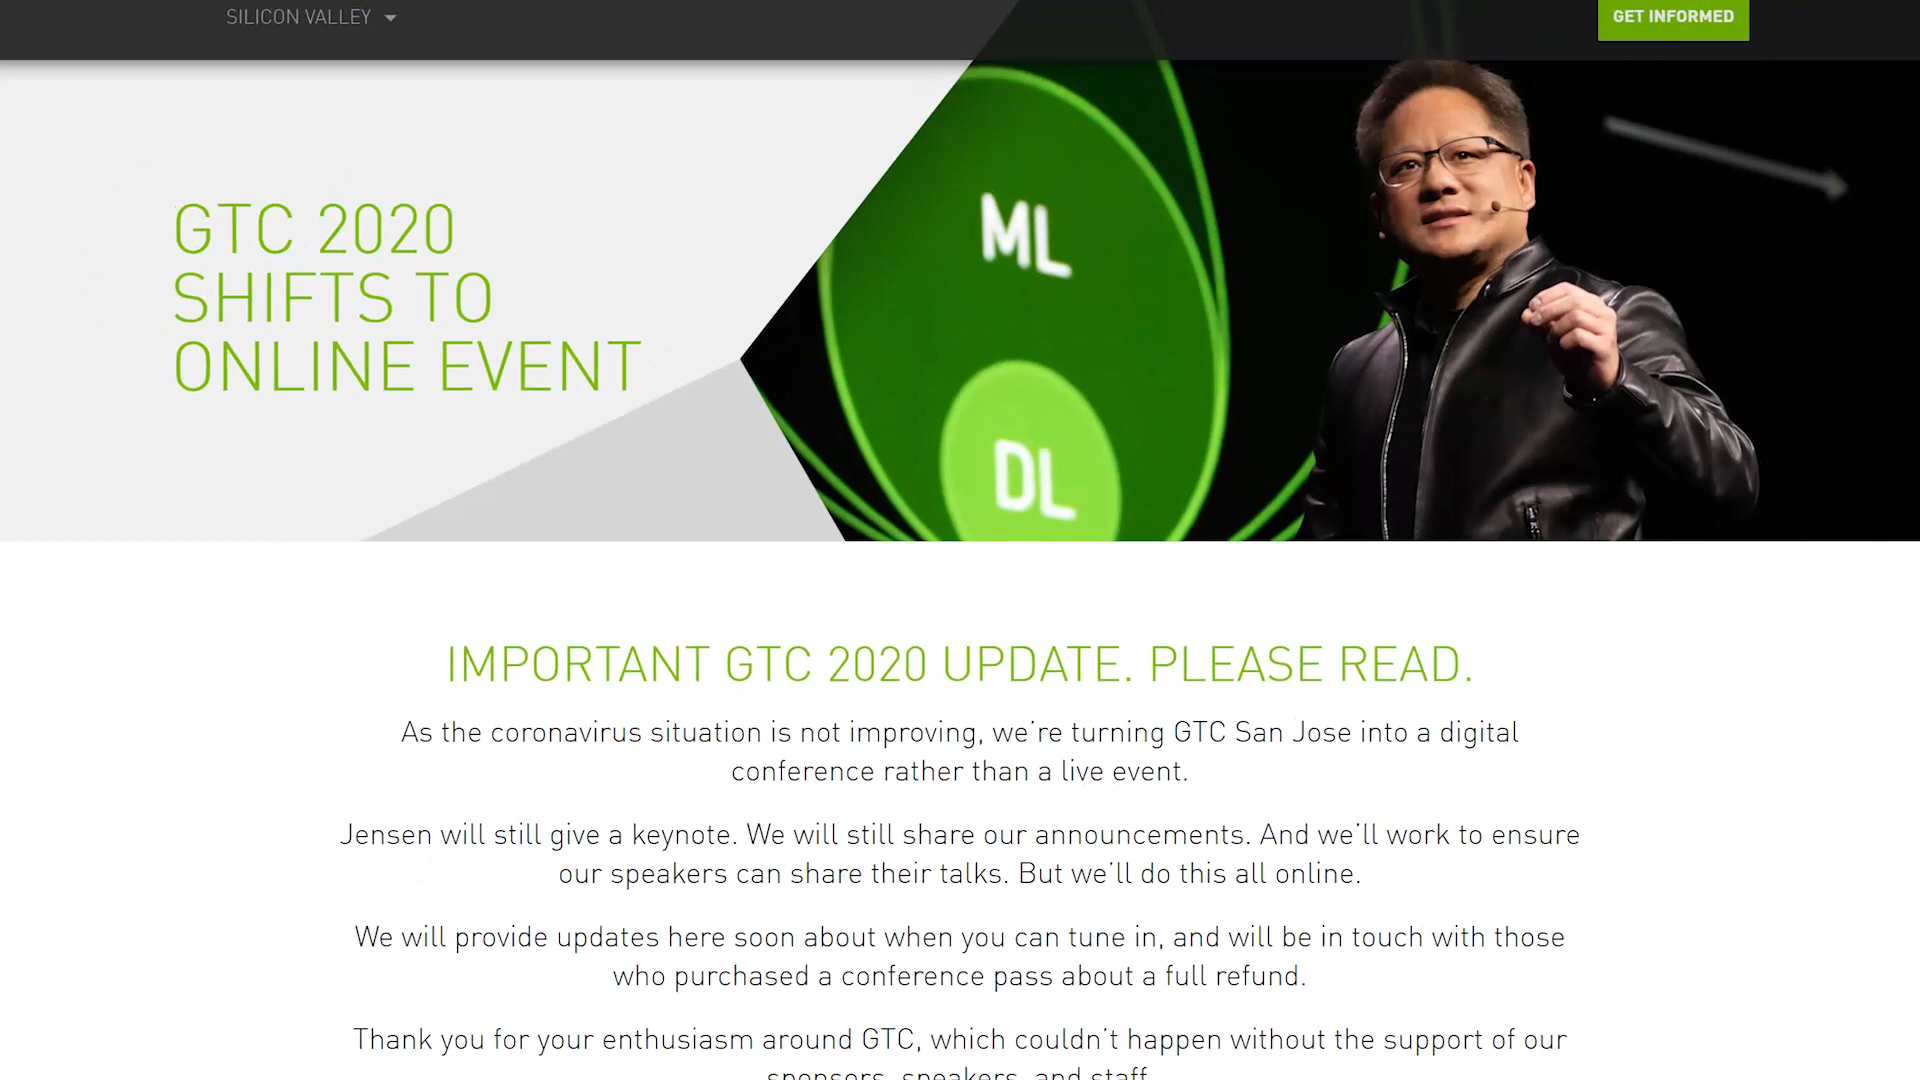 SILICON VALLEY
GET INFORMED
GTC 2020
SHIFTS TO
ONLINE EVENT
ML
DL
IMPORTANT GTC 2020 UPDATE. PLEASE READ.
As the coronavirus situation is not improving, we're turning GTC San Jose into a digital
conference rather than a live event.
Jensen will still give a keynote. We will still share our announcements. And we'll work to ensure
our speakers can share their talks. But we'll do this all online.
We will provide updates here soon about when you can tune in, and will be in touch with those
who purchased a conference pass about a full refund.
Thank you for your enthusiasm around GTC, which couldn't happen without the support of our
sponsors, speakers, and staff